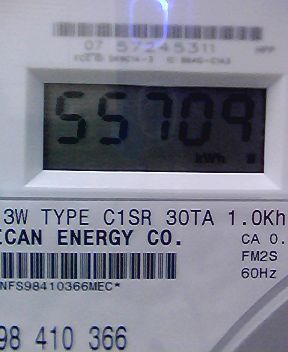 07 57245311
55709
kWh
3W TYPE C1SR 30TA 1.0Kh
CA 0.
ICAN ENERGY CO.
FM2S
60Hz
NFS98410366MEC*
98 410 366